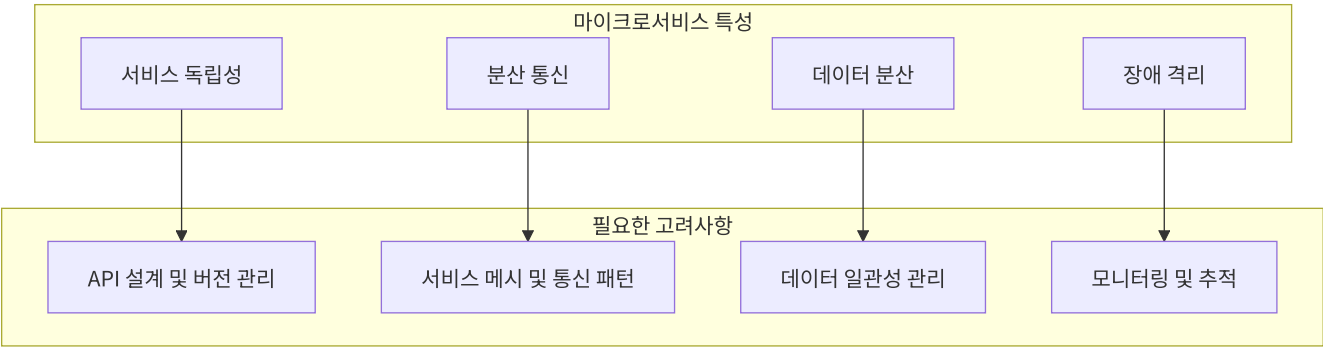 마이크로서비스 특성
서비스 독립성
분산 통신
데이터 분산
장애 격리
필요한 고려사항
API 설계 및 버전 관리
서비스 메시 및 통신 패턴
데이터 일관성 관리
모니터링 및 추적